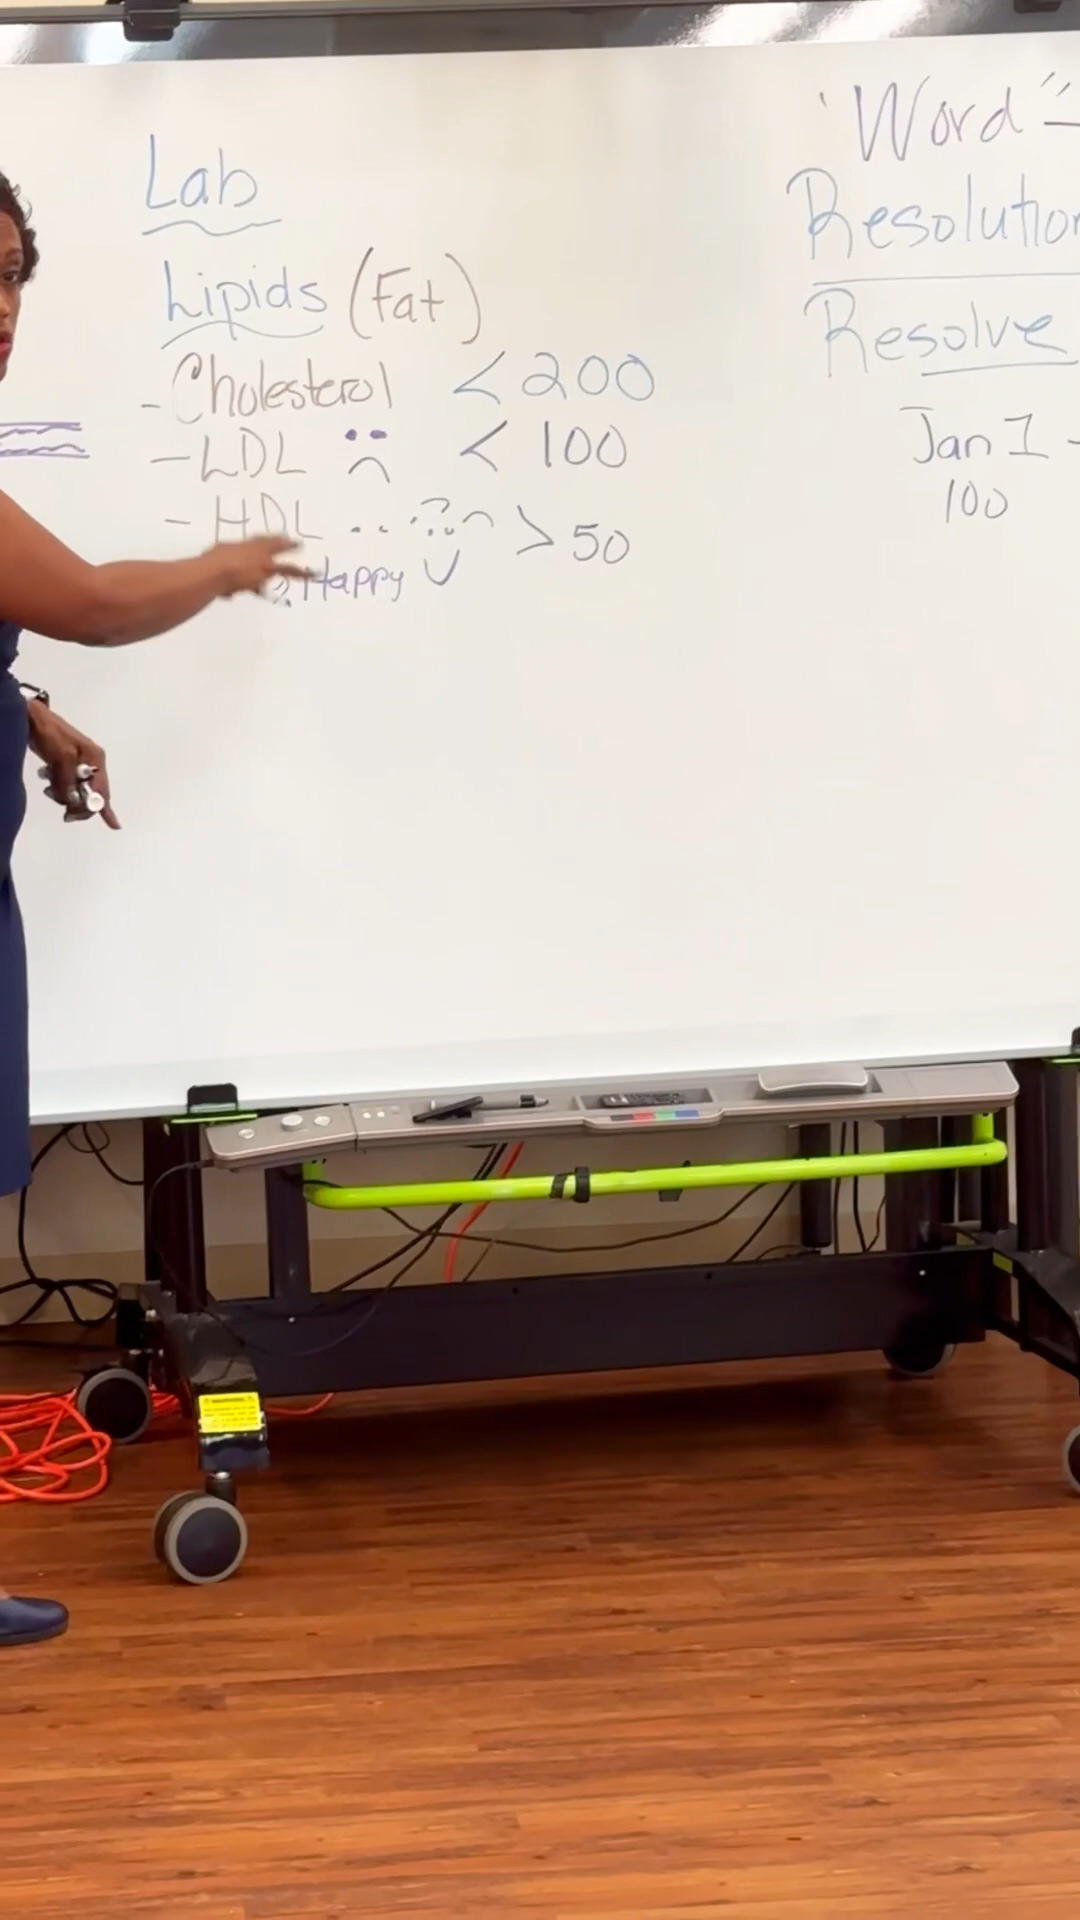 Lab
Lipids (Fat)
- Cholesterol < 200
- LDL < 100
- HDL > 50
Happy
'Word" -
Resolution
Resolve
Jan 1 -
100